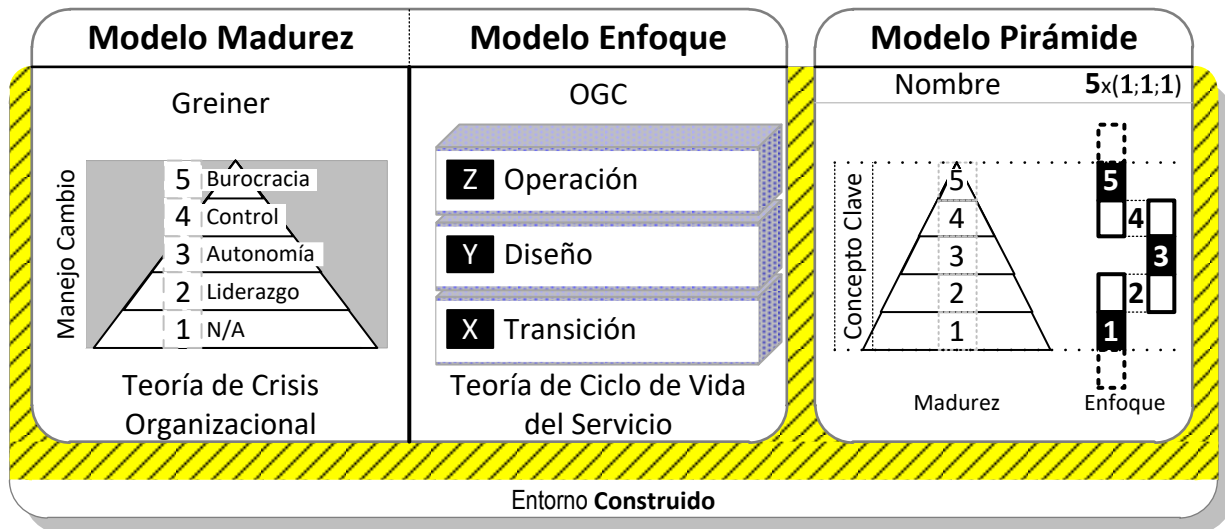 Modelo Madurez
Greiner
Manejo Cambio
5 Burocracia
4 Control
3 Autonomía
2 Liderazgo
1 N/A
Teoría de Crisis
Organizacional
Modelo Enfoque
OGC
Z Operación
Y Diseño
X Transición
Teoría de Ciclo de Vida
del Servicio
Modelo Pirámide
Nombre 5x(1;1;1)
Concepto Clave
5
4
3
2
1
5
4
3
2
1
Madurez Enfoque
Entorno Construido